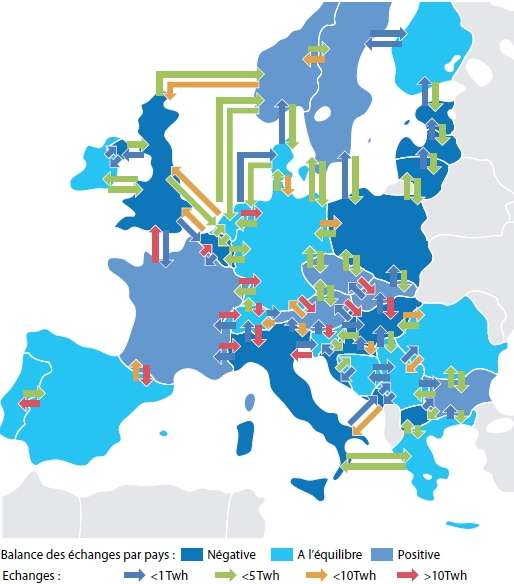 Balance des échanges par pays : Négative A l'équilibre Positive
Echanges : <1Twh <5Twh <10Twh >10Twh